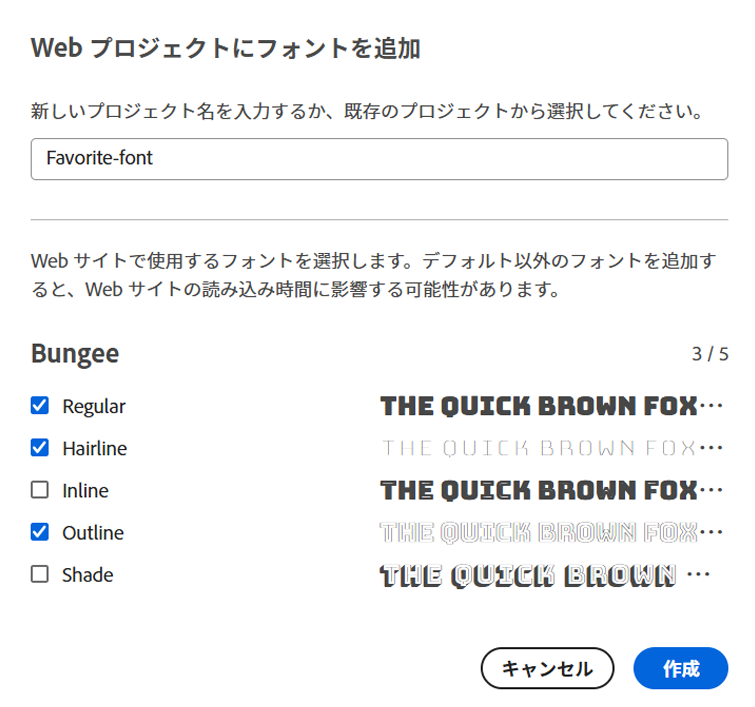 Web プロジェクトにフォントを追加
新しいプロジェクト名を入力するか、既存のプロジェクトから選択してください。
Favorite-font
Web サイトで使用するフォントを選択します。デフォルト以外のフォントを追加す
ると、Web サイトの読み込み時間に影響する可能性があります。
Bungee 3 / 5
Regular THE QUICK BROWN FOX…
Hairline THE QUICK BROWN FOX…
Inline THE QUICK BROWN FOX…
Outline THE QUICK BROWN FOX…
Shade THE QUICK BROWN …
キャンセル 作成